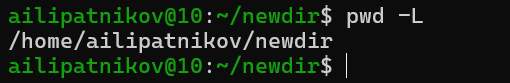 ailipatnikov@10:~/newdir$ pwd -L
/home/ailipatnikov/newdir
ailipatnikov@10:~/newdir$